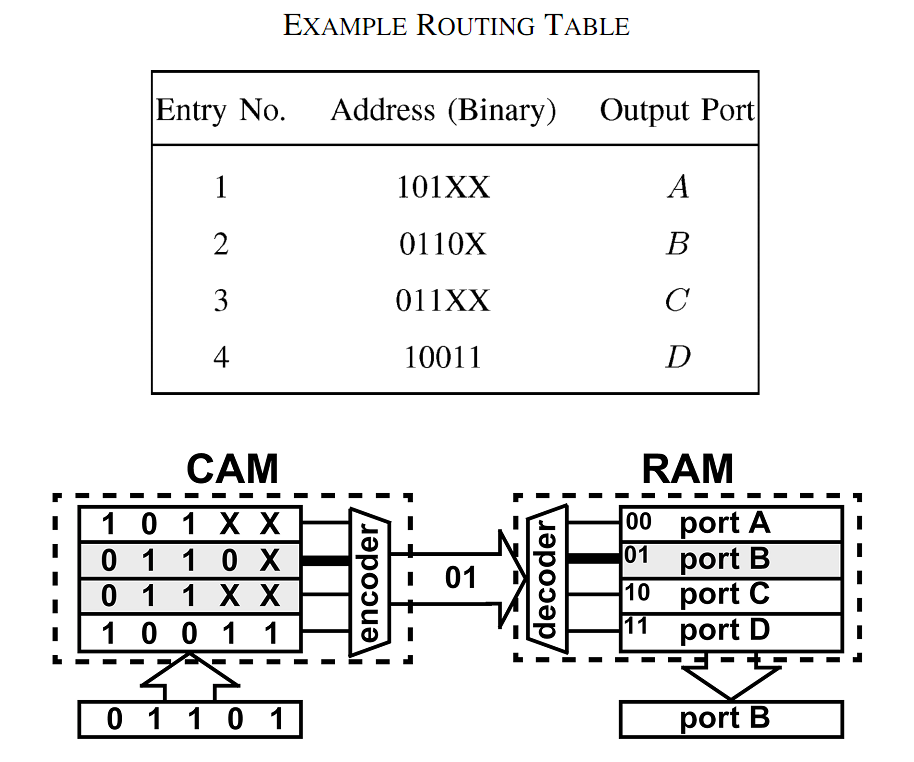 EXAMPLE ROUTING TABLE
Entry No. Address (Binary) Output Port
1 101XX A
2 0110X B
3 011XX C
4 10011 D
CAM RAM
1 0 1 X X
0 1 1 0 X
0 1 1 X X
1 0 0 1 1
encoder
01
decoder
00 port A
01 port B
10 port C
11 port D
0 1 1 0 1
port B